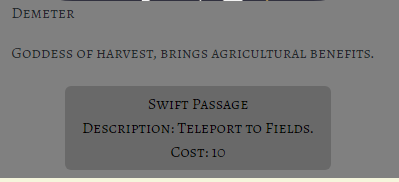 Demeter
Goddess of harvest, brings agricultural benefits.
Swift Passage
Description: Teleport to Fields.
Cost: 10